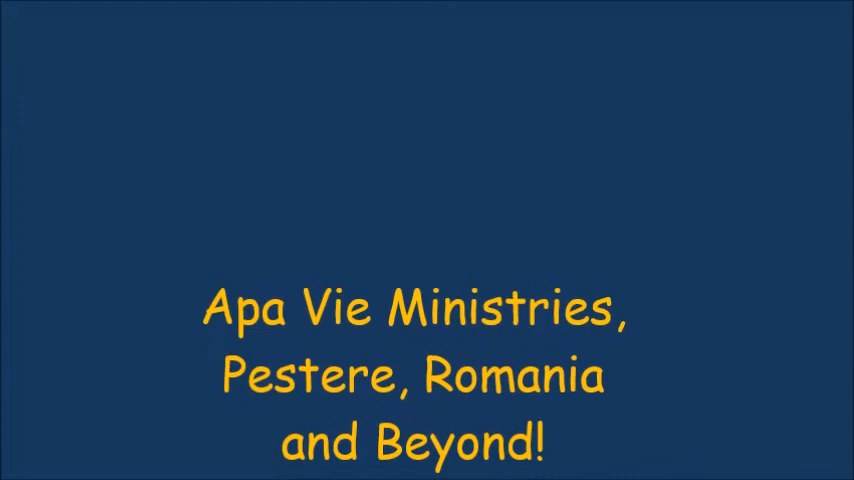 Apa Vie Ministries,
Pestere, Romania
and Beyond!